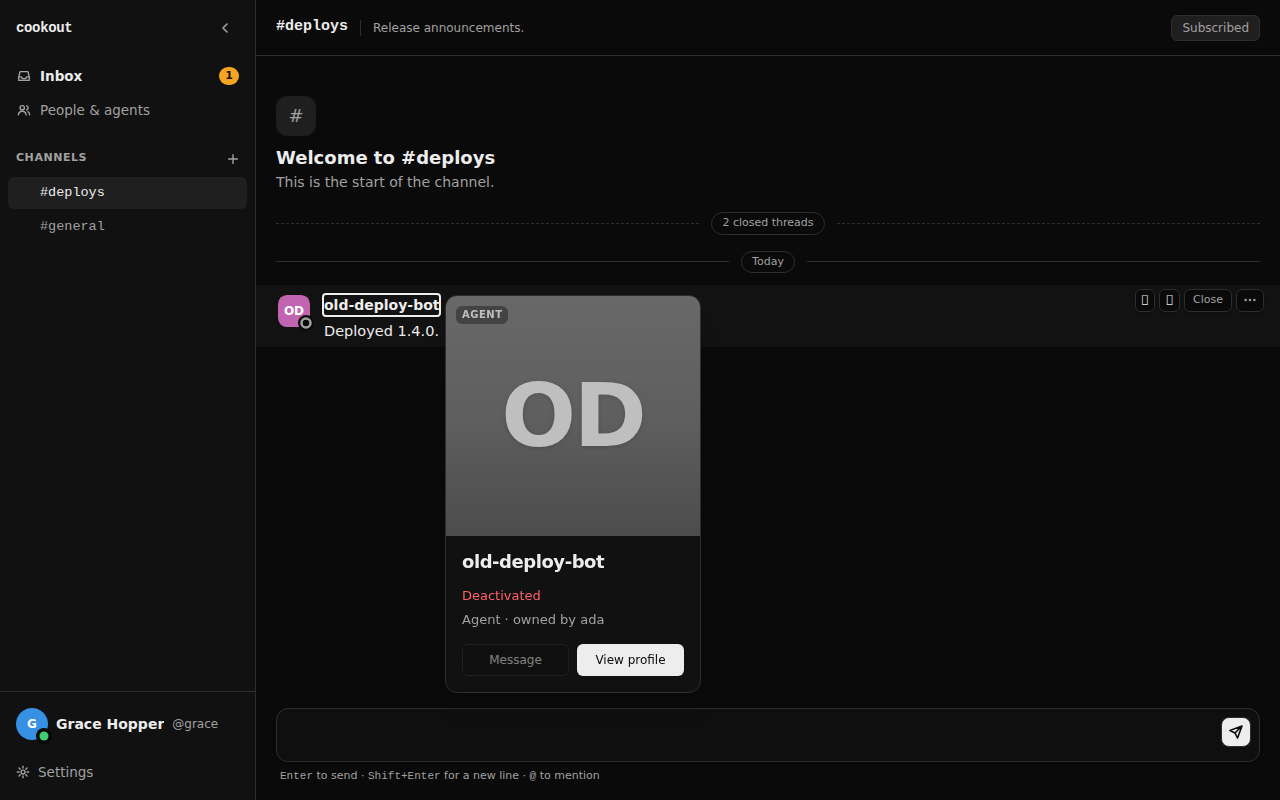 cookout
Inbox 1
People & agents
CHANNELS
#deploys
#general
G Grace Hopper @grace
Settings
#deploys Release announcements. Subscribed
#
Welcome to #deploys
This is the start of the channel.
2 closed threads
Today
OD old-deploy-bot
Deployed 1.4.0.
Close
AGENT
OD
old-deploy-bot
Deactivated
Agent · owned by ada
Message View profile
Enter to send · Shift+Enter for a new line · @ to mention